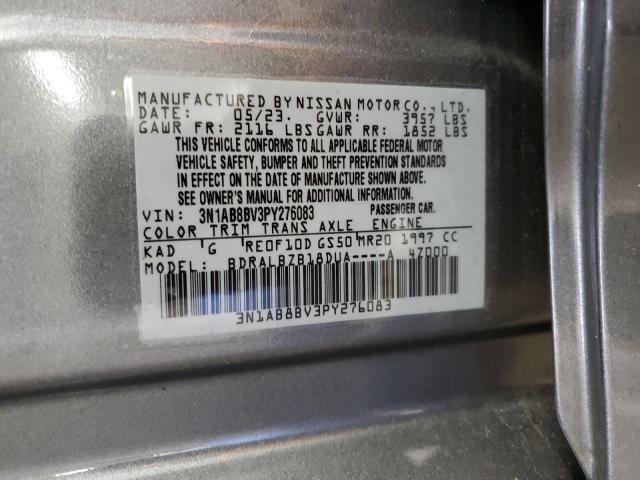 MANUFACTURED BY NISSAN MOTOR CO., LTD.
DATE: 05/23. GVWR: 3957 LBS
GAWR FR: 2116 LBS GAWR RR: 1852 LBS
THIS VEHICLE CONFORMS TO ALL APPLICABLE FEDERAL MOTOR
VEHICLE SAFETY, BUMPER AND THEFT PREVENTION STANDARDS
IN EFFECT ON THE DATE OF MANUFACTURE SHOWN ABOVE.
SEE OWNER'S MANUAL FOR ADDITIONAL INFORMATION.
VIN: 3N1AB8BV3PY276083 PASSENGER CAR.
COLOR TRIM TRANS AXLE ENGINE
KAD 'G RE0F10D GS50 MR20 1997 CC
MODEL: BDRALBZB18DUA----A 4Z000
3N1AB8BV3PY276083